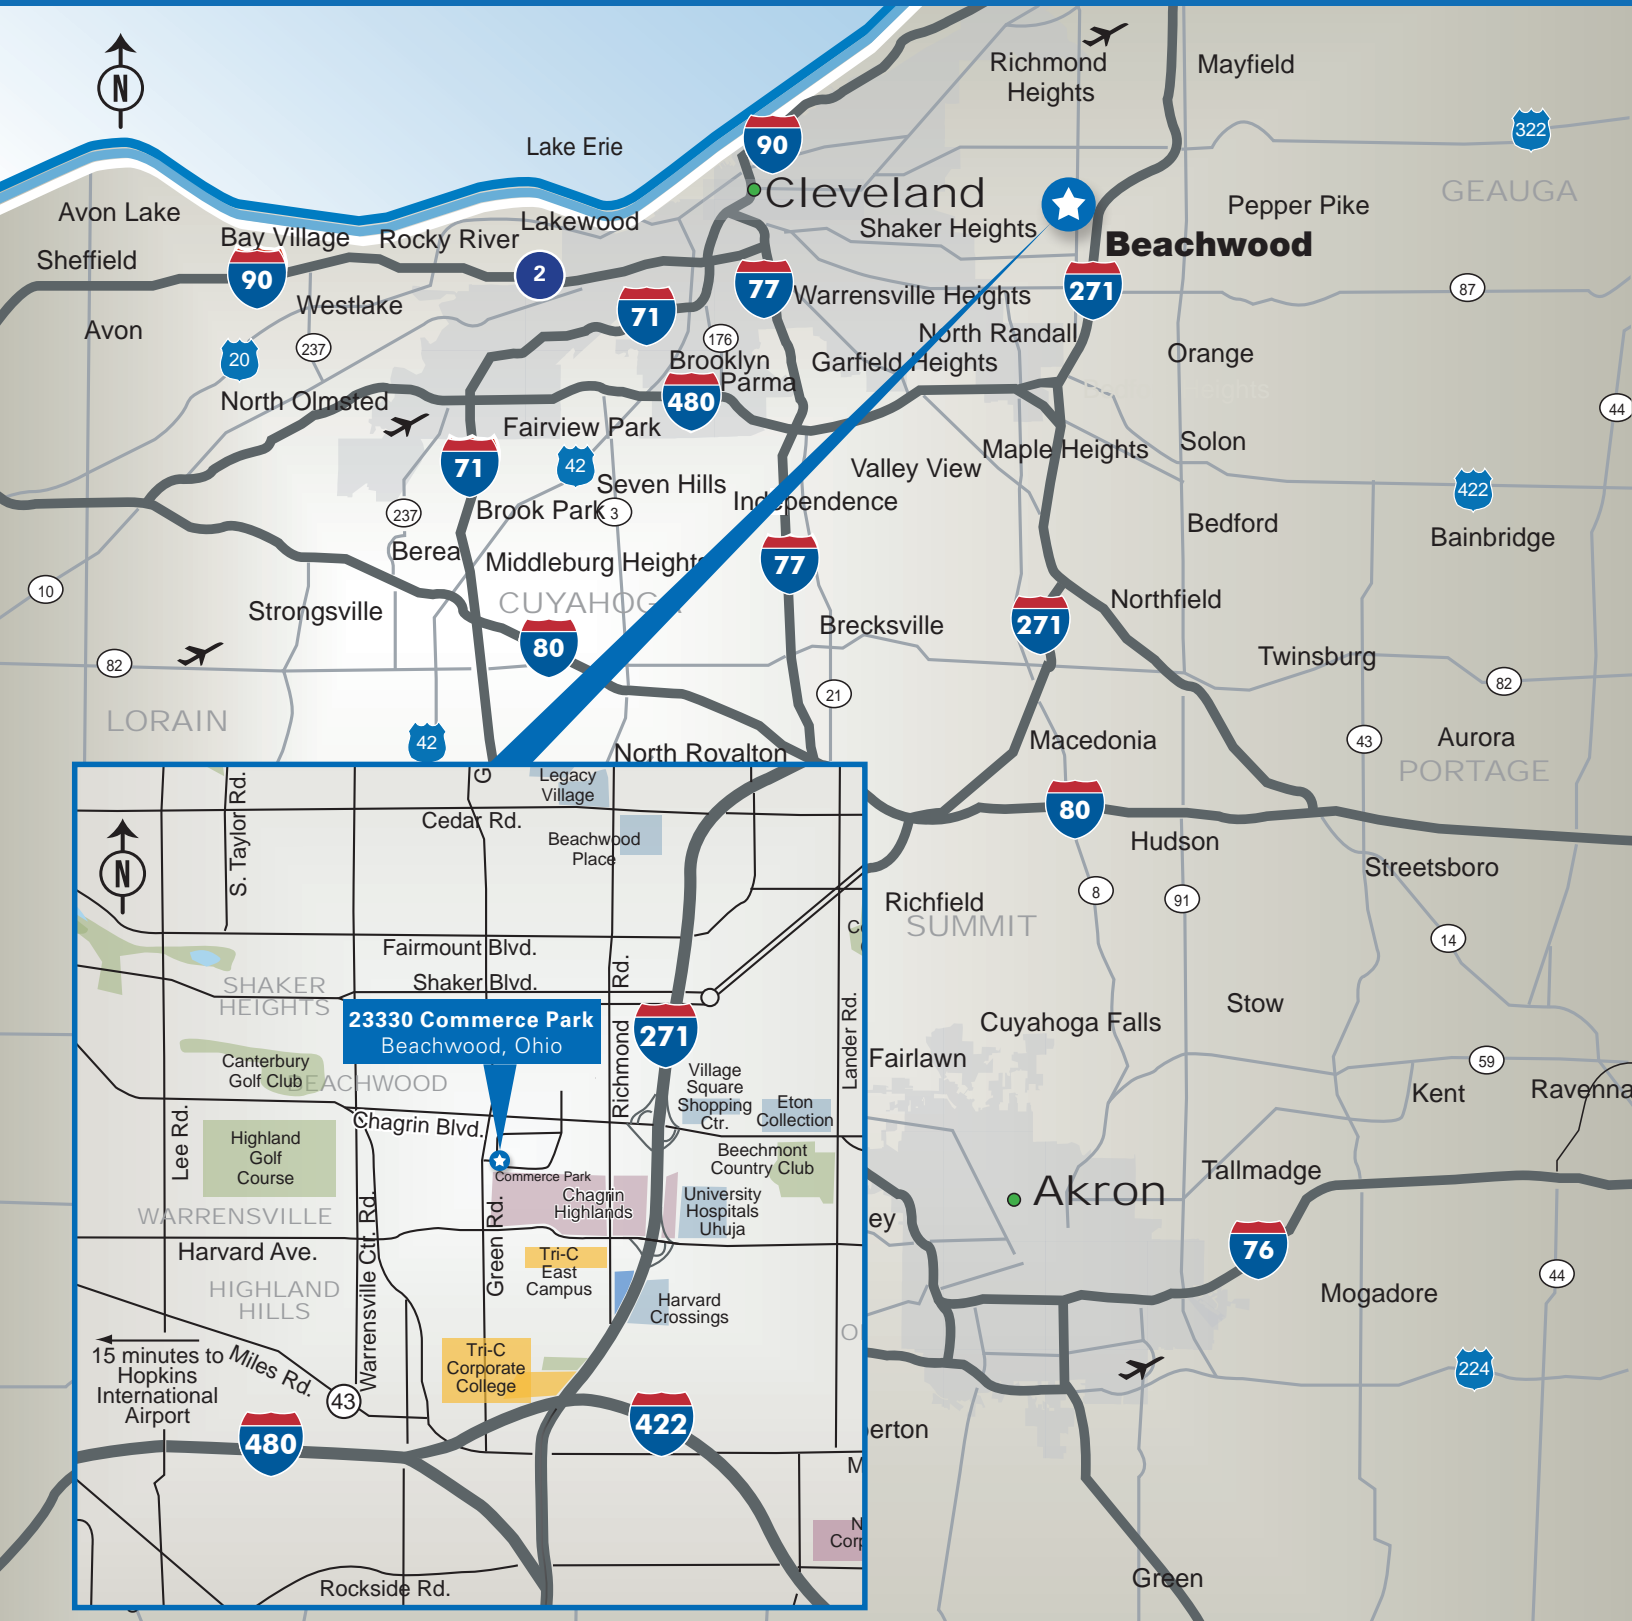 N
Richmond
Heights
Mayfield
322
Lake Erie
90
Cleveland
GEAUGA
Avon Lake
Lakewood
Shaker Heights
Pepper Pike
Bay Village
Rocky River
Beachwood
Sheffield
90
2
77
Warrensville Heights
271
87
Westlake
71
Avon
237
176
North Randall
20
Brooklyn
Garfield Heights
Orange
Parma
North Olmsted
480
44
Fairview Park
Maple Heights
Solon
71
42
Valley View
Seven Hills
422
237
Brook Park
3
Independence
Bedford
Bainbridge
Berea
Middleburg Heights
77
10
Strongsville
CUYAHOGA
Northfield
80
Brecksville
271
82
Twinsburg
82
21
LORAIN
42
North Royalton
Macedonia
43
Aurora
PORTAGE
80
Hudson
Streetsboro
8
91
Richfield
SUMMIT
14
Stow
Cuyahoga Falls
Fairlawn
59
Kent
Ravenna
Tallmadge
Akron
ey
76
44
Mogadore
224
erton
Green
N
S. Taylor Rd.
G
Legacy
Village
Cedar Rd.
Beachwood
Place
Fairmount Blvd.
Shaker Blvd.
SHAKER
HEIGHTS
23330 Commerce Park
Beachwood, Ohio
271
Richmond Rd.
Lander Rd.
Canterbury
Golf Club
BEACHWOOD
Village
Square
Shopping
Ctr.
Eton
Collection
Chagrin Blvd.
Lee Rd.
Highland
Golf
Course
Beechmont
Country Club
Commerce Park
Chagrin
Highlands
University
Hospitals
Uhuja
WARRENSVILLE
Harvard Ave.
Warrensville Ctr. Rd.
Green Rd.
Tri-C
East
Campus
HIGHLAND
HILLS
Harvard
Crossings
15 minutes to
Hopkins
International
Airport
Miles Rd.
43
Tri-C
Corporate
College
480
422
M
N
Corp
Rockside Rd.